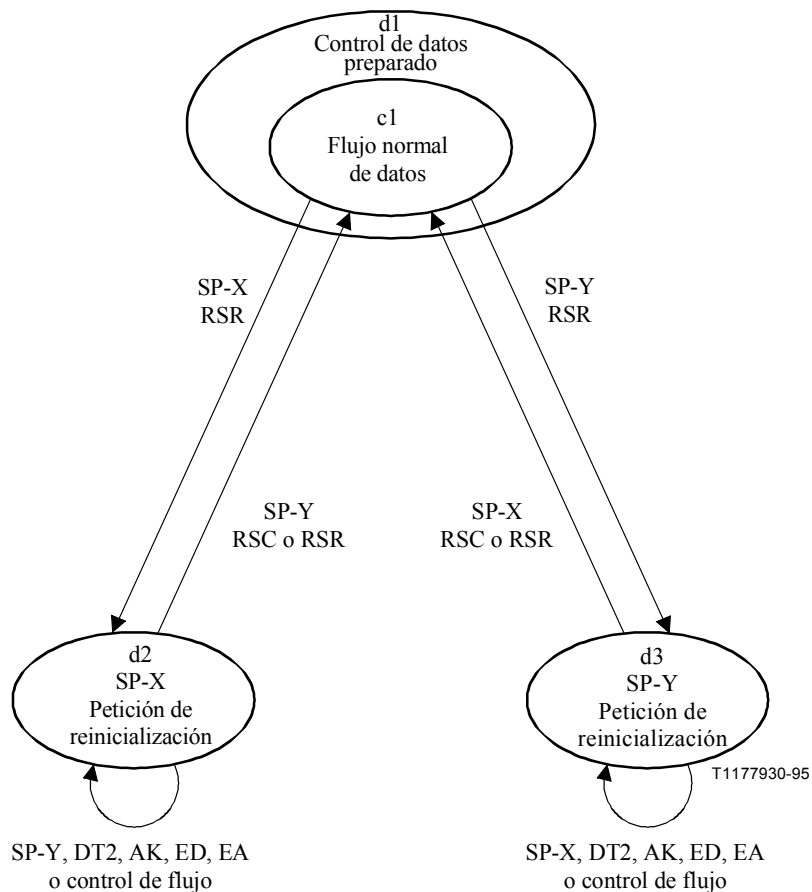 d1
Control de datos
preparado
c1
Flujo normal
de datos
SP-X
RSR
SP-Y
RSR
SP-Y
RSC o RSR
SP-X
RSC o RSR
d2
SP-X
Petición de
reinicialización
d3
SP-Y
Petición de
reinicialización
T1177930-95
SP-Y, DT2, AK, ED, EA
o control de flujo
SP-X, DT2, AK, ED, EA
o control de flujo